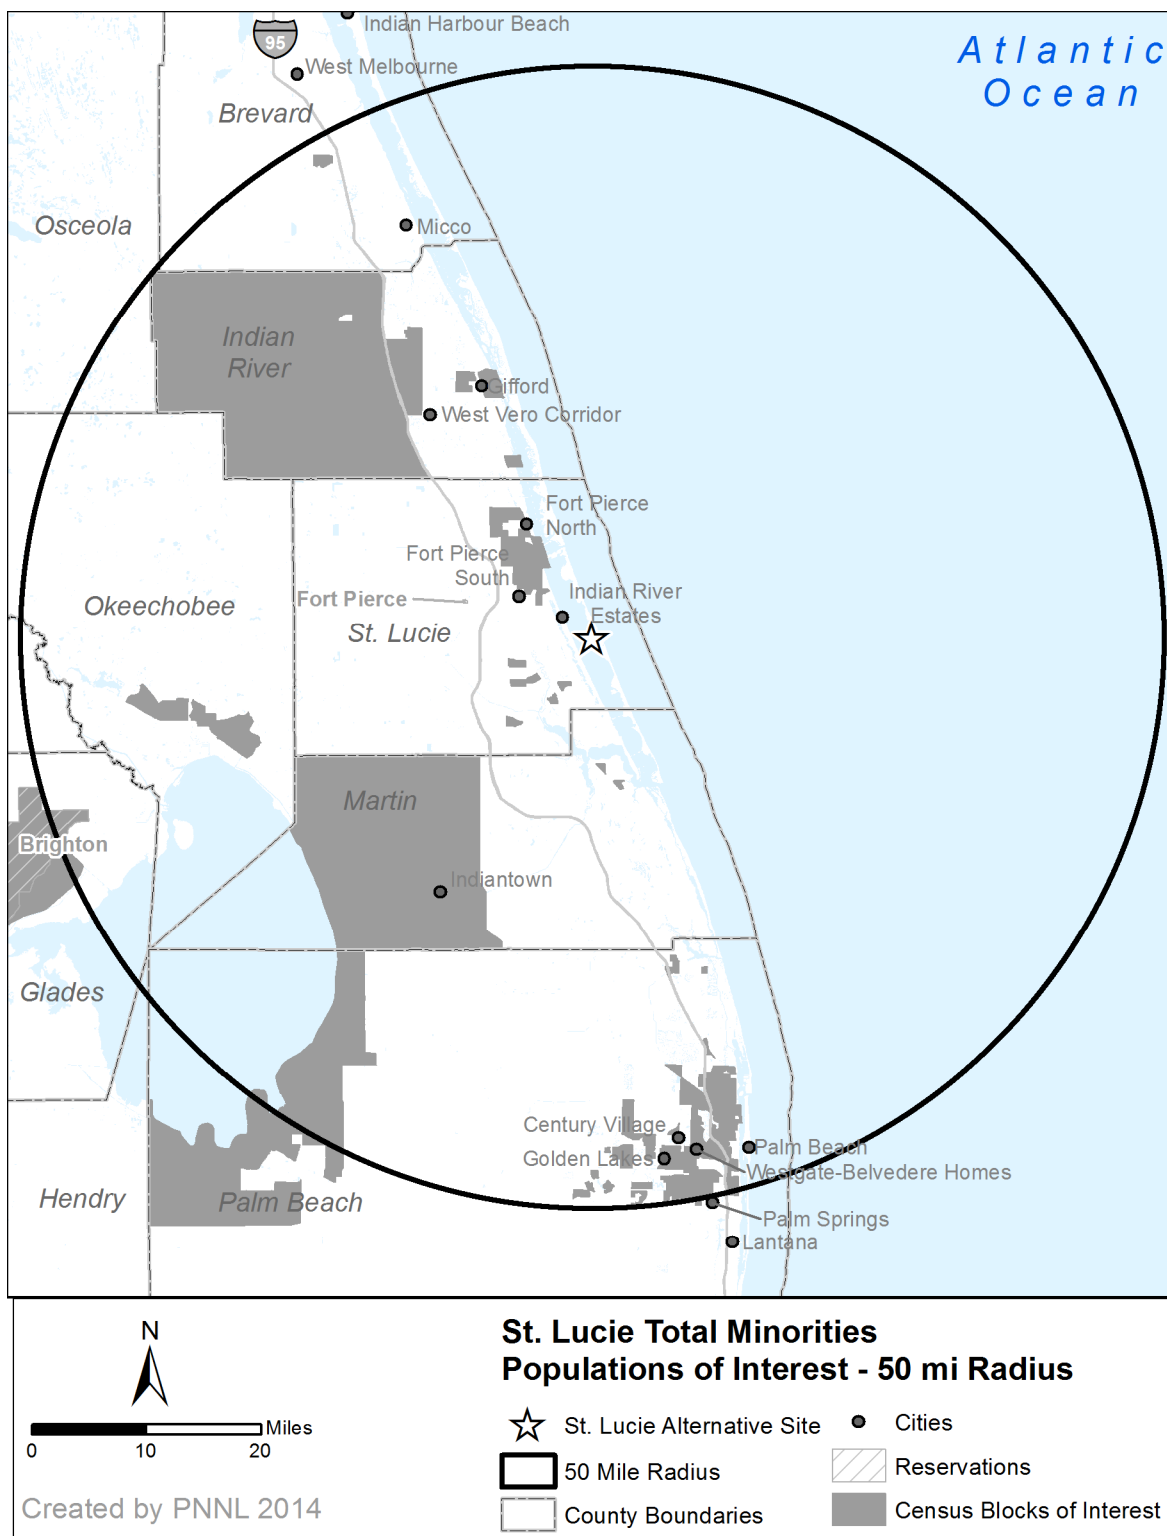 Indian Harbour Beach
95
West Melbourne
Atlantic
Ocean
Brevard
Osceola
Micco
Indian
River
Gifford
West Vero Corridor
Fort Pierce
North
Fort Pierce
South
Indian River
Estates
Fort Pierce
Okeechobee
St. Lucie
Martin
Brighton
Indiantown
Glades
Century Village
Palm Beach
Golden Lakes
Westgate-Belvedere Homes
Hendry
Palm Beach
Palm Springs
Lantana
N
Miles
0 10 20
Created by PNNL 2014
St. Lucie Total Minorities
Populations of Interest - 50 mi Radius
St. Lucie Alternative Site
Cities
50 Mile Radius
Reservations
County Boundaries
Census Blocks of Interest